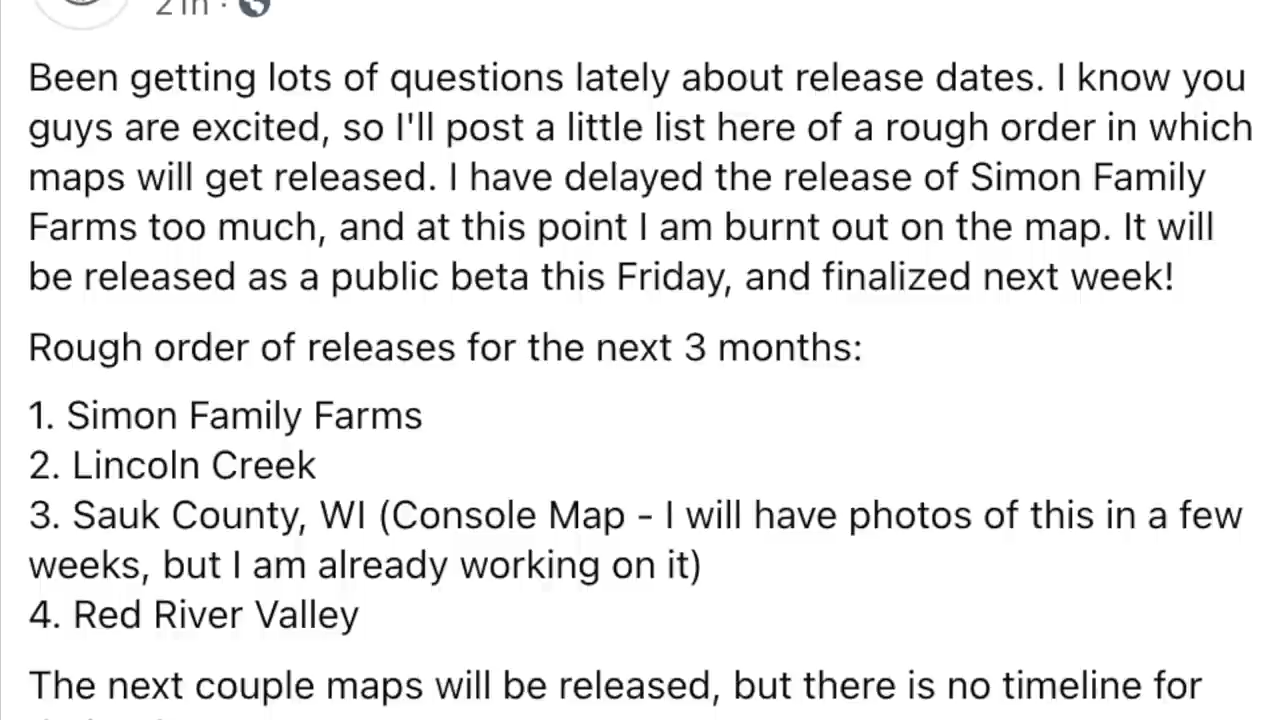 Been getting lots of questions lately about release dates. I know you
guys are excited, so I'll post a little list here of a rough order in which
maps will get released. I have delayed the release of Simon Family
Farms too much, and at this point I am burnt out on the map. It will
be released as a public beta this Friday, and finalized next week!
Rough order of releases for the next 3 months:
1. Simon Family Farms
2. Lincoln Creek
3. Sauk County, WI (Console Map - I will have photos of this in a few
weeks, but I am already working on it)
4. Red River Valley
The next couple maps will be released, but there is no timeline for